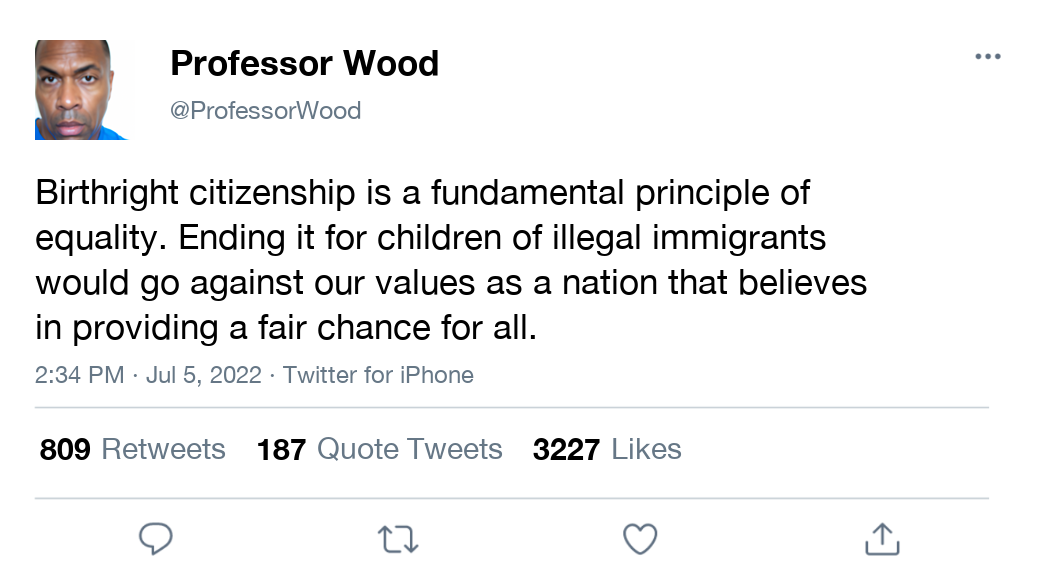 Professor Wood
@ProfessorWood
Birthright citizenship is a fundamental principle of
equality. Ending it for children of illegal immigrants
would go against our values as a nation that believes
in providing a fair chance for all.
2:34 PM · Jul 5, 2022 · Twitter for iPhone
809 Retweets 187 Quote Tweets 3227 Likes